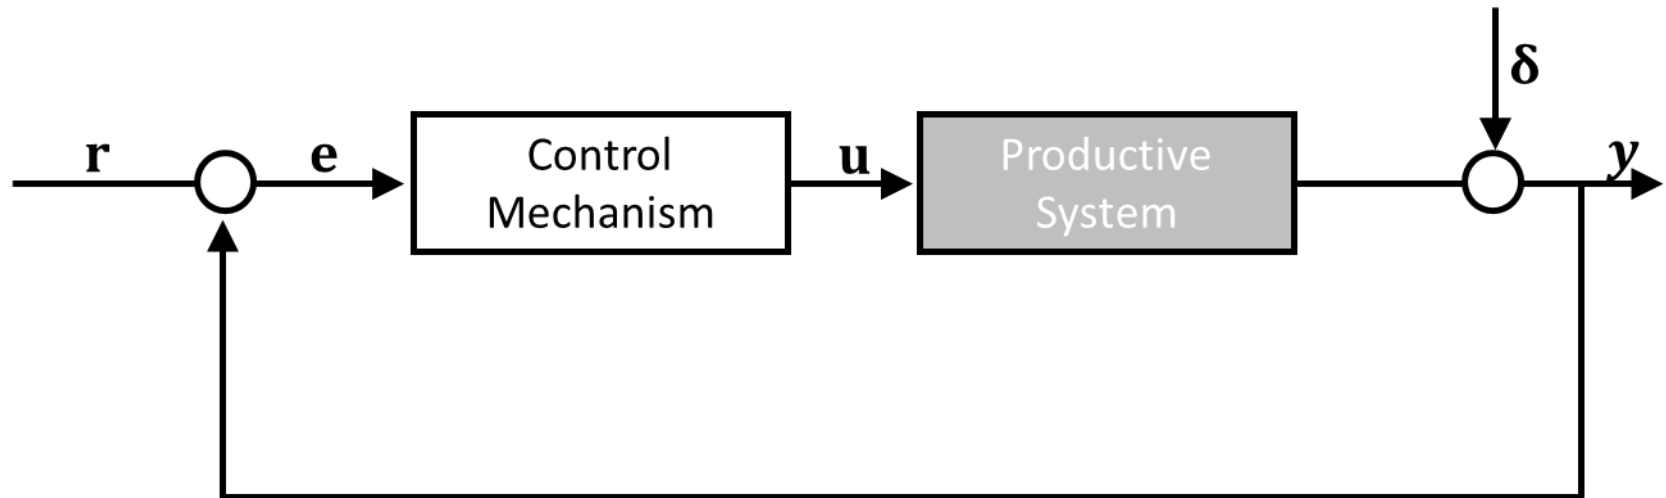 δ
r
e
Control
Mechanism
u
Productive
System
y